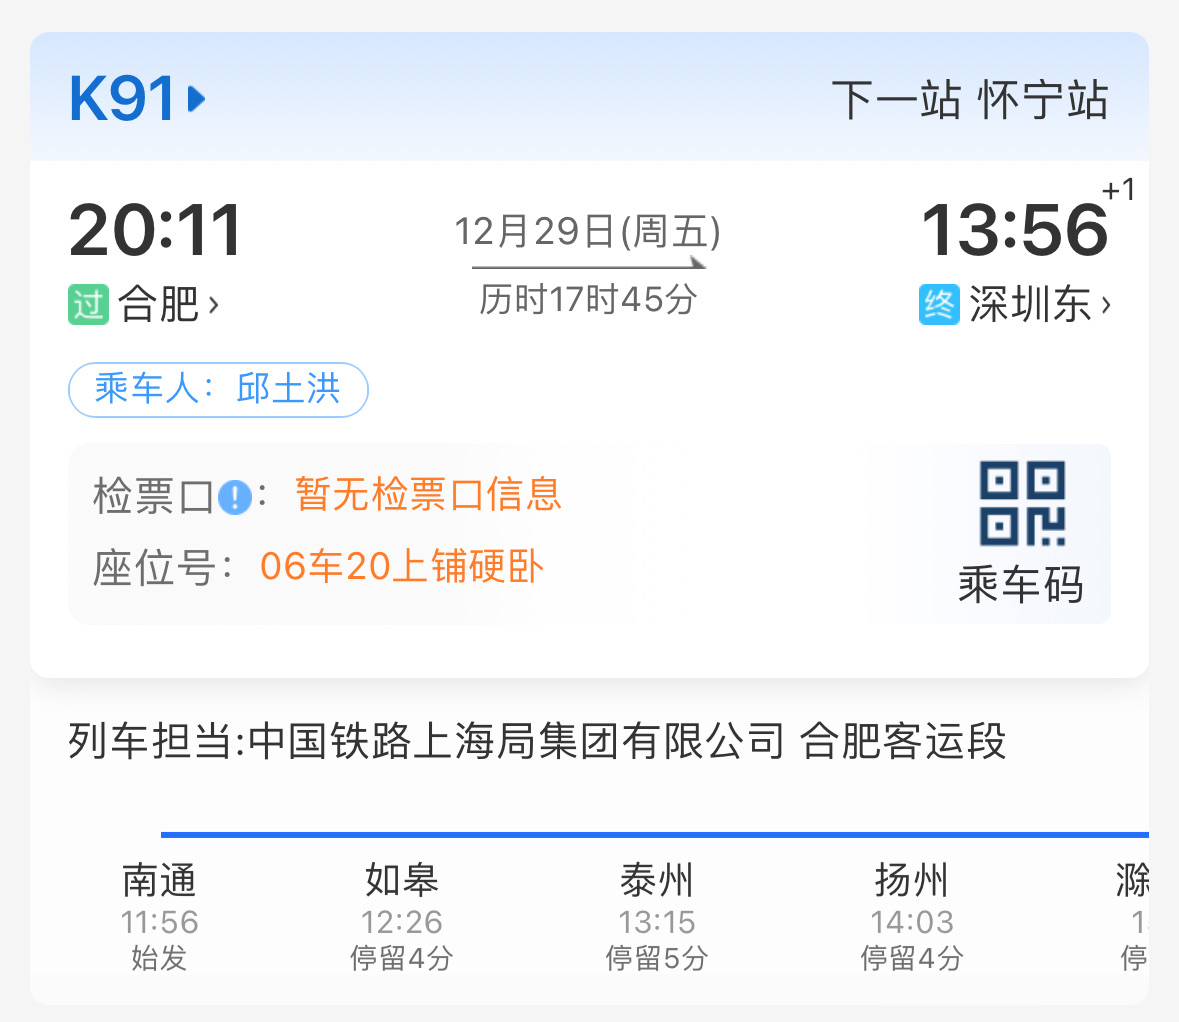 K91
下一站 怀宁站
20:11
12月29日(周五)
13:56
+1
过 合肥
历时17时45分
终 深圳东
乘车人：邱土洪
检票口!：暂无检票口信息
座位号：06车20上铺硬卧
乘车码
列车担当:中国铁路上海局集团有限公司 合肥客运段
南通 如皋 泰州 扬州 滁
11:56 12:26 13:15 14:03
始发 停留4分 停留5分 停留4分 停